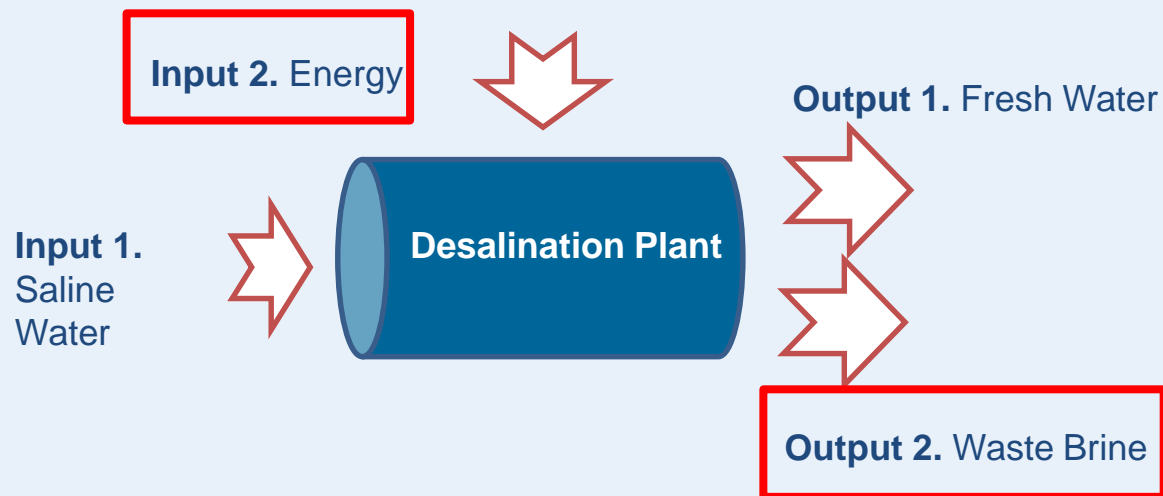 Input 2. Energy
Output 1. Fresh Water
Input 1.
Saline
Water
Desalination Plant
Output 2. Waste Brine